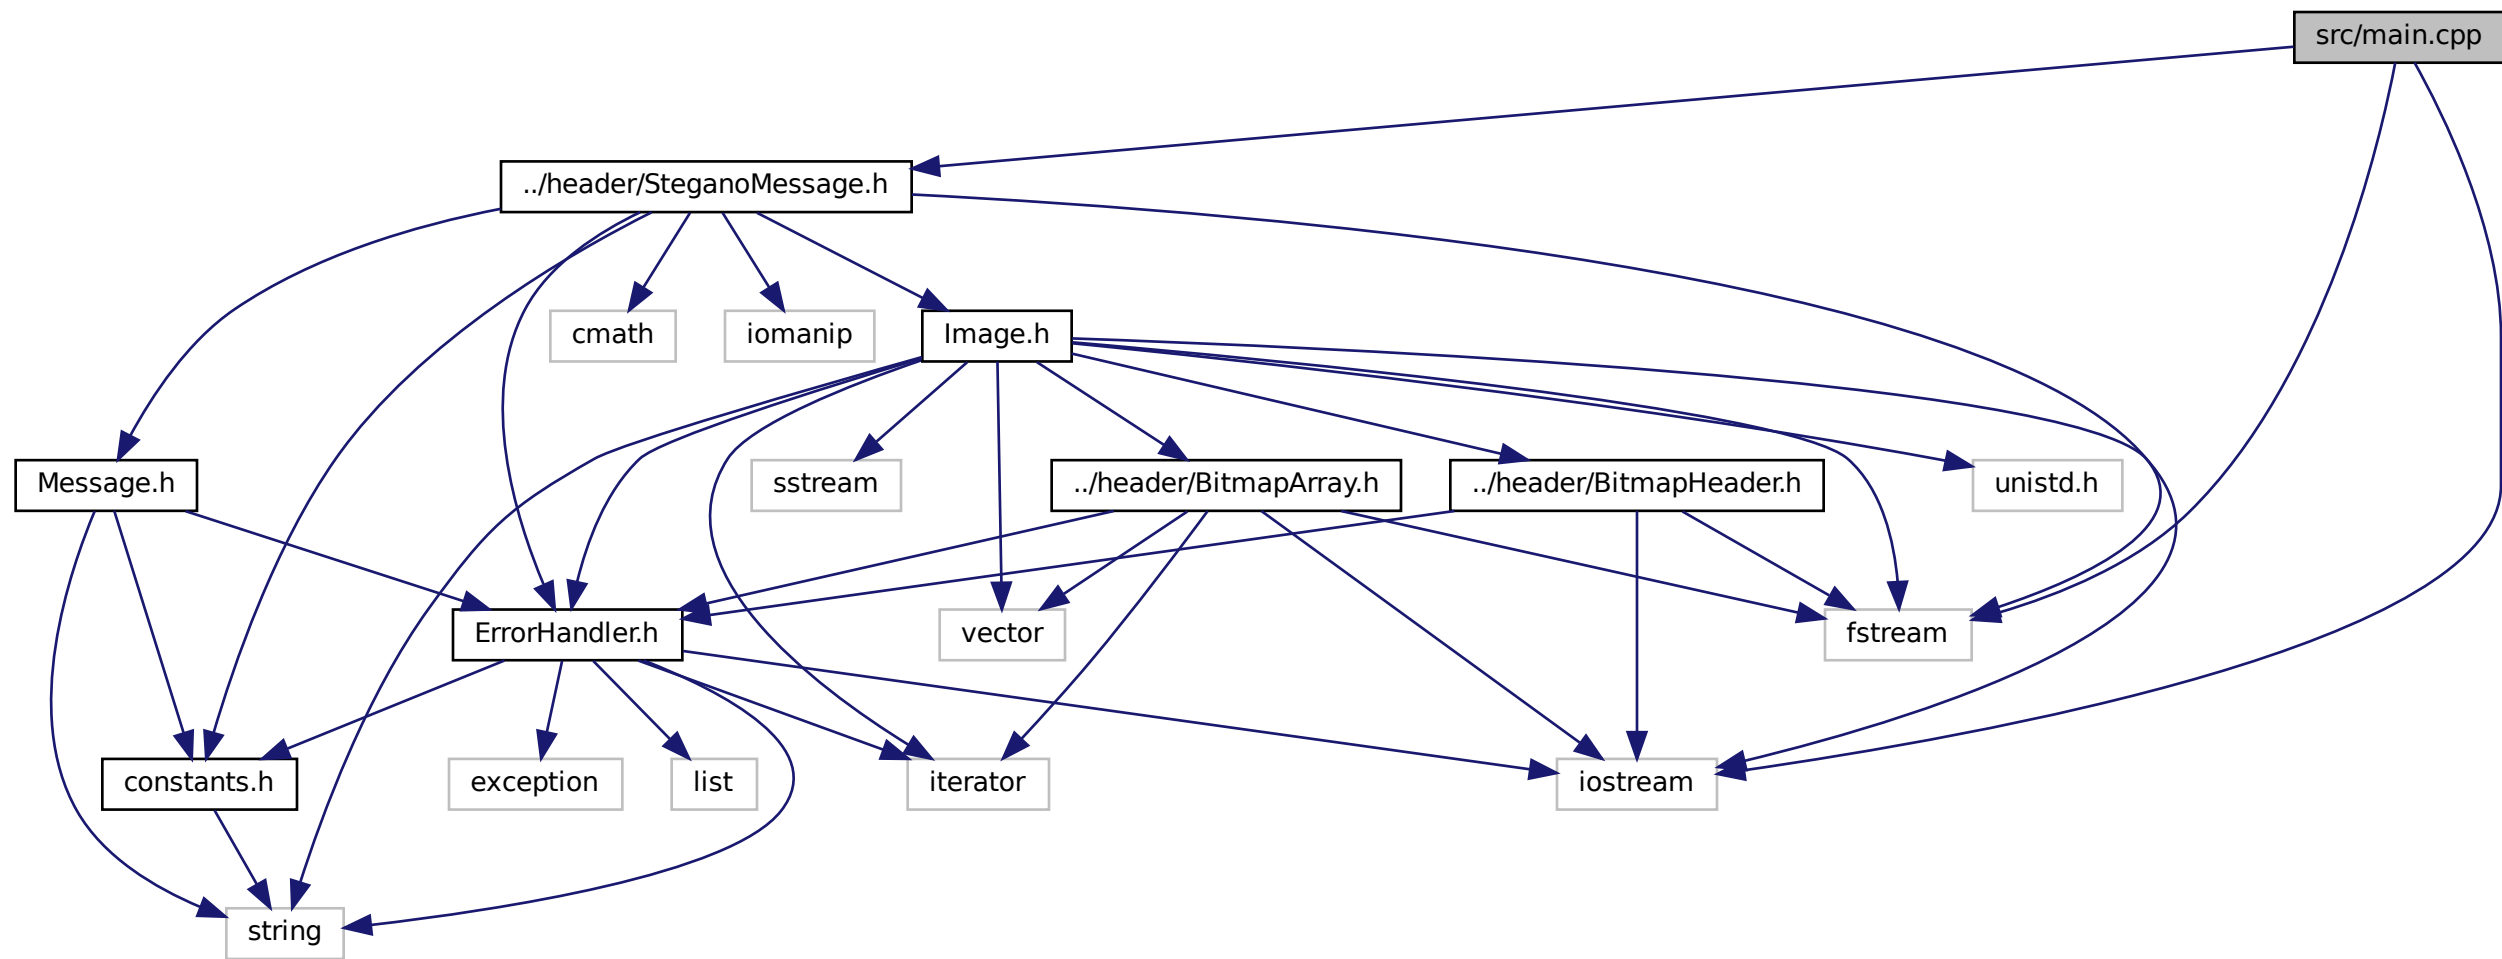 src/main.cpp
../header/SteganoMessage.h
cmath
iomanip
Image.h
Message.h
sstream
../header/BitmapArray.h
../header/BitmapHeader.h
unistd.h
ErrorHandler.h
vector
fstream
constants.h
exception
list
iterator
iostream
string